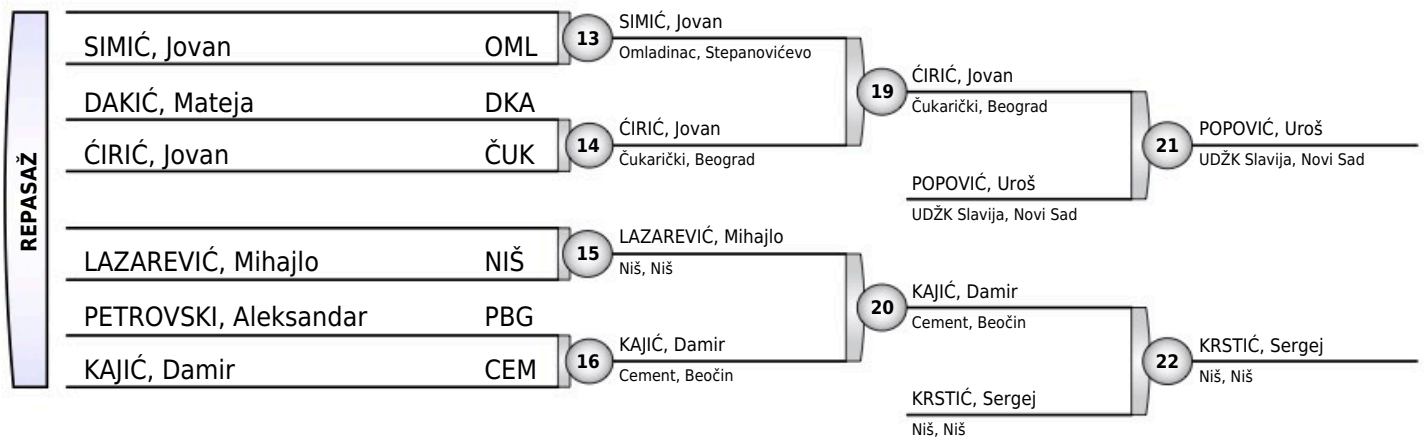 REPASAŽ
SIMIĆ, Jovan OML
DAKIĆ, Mateja DKA
ĆIRIĆ, Jovan ČUK
LAZAREVIĆ, Mihajlo NIŠ
PETROVSKI, Aleksandar PBG
KAJIĆ, Damir CEM
13
SIMIĆ, Jovan
Omladinac, Stepanovićevo
14
ĆIRIĆ, Jovan
Čukarički, Beograd
15
LAZAREVIĆ, Mihajlo
Niš, Niš
16
KAJIĆ, Damir
Cement, Beočin
19
ĆIRIĆ, Jovan
Čukarički, Beograd
POPOVIĆ, Uroš
UDŽK Slavija, Novi Sad
20
KAJIĆ, Damir
Cement, Beočin
KRSTIĆ, Sergej
Niš, Niš
21
POPOVIĆ, Uroš
UDŽK Slavija, Novi Sad
22
KRSTIĆ, Sergej
Niš, Niš